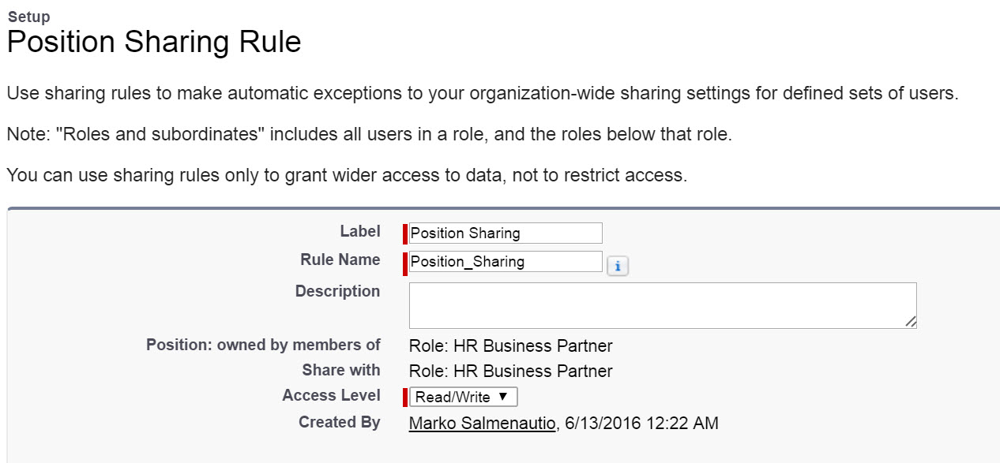 Setup
Position Sharing Rule
Use sharing rules to make automatic exceptions to your organization-wide sharing settings for defined sets of users.
Note: "Roles and subordinates" includes all users in a role, and the roles below that role.
You can use sharing rules only to grant wider access to data, not to restrict access.
Label Position Sharing
Rule Name Position_Sharing i
Description
Position: owned by members of Role: HR Business Partner
Share with Role: HR Business Partner
Access Level Read/Write ▼
Created By Marko Salmenautio, 6/13/2016 12:22 AM